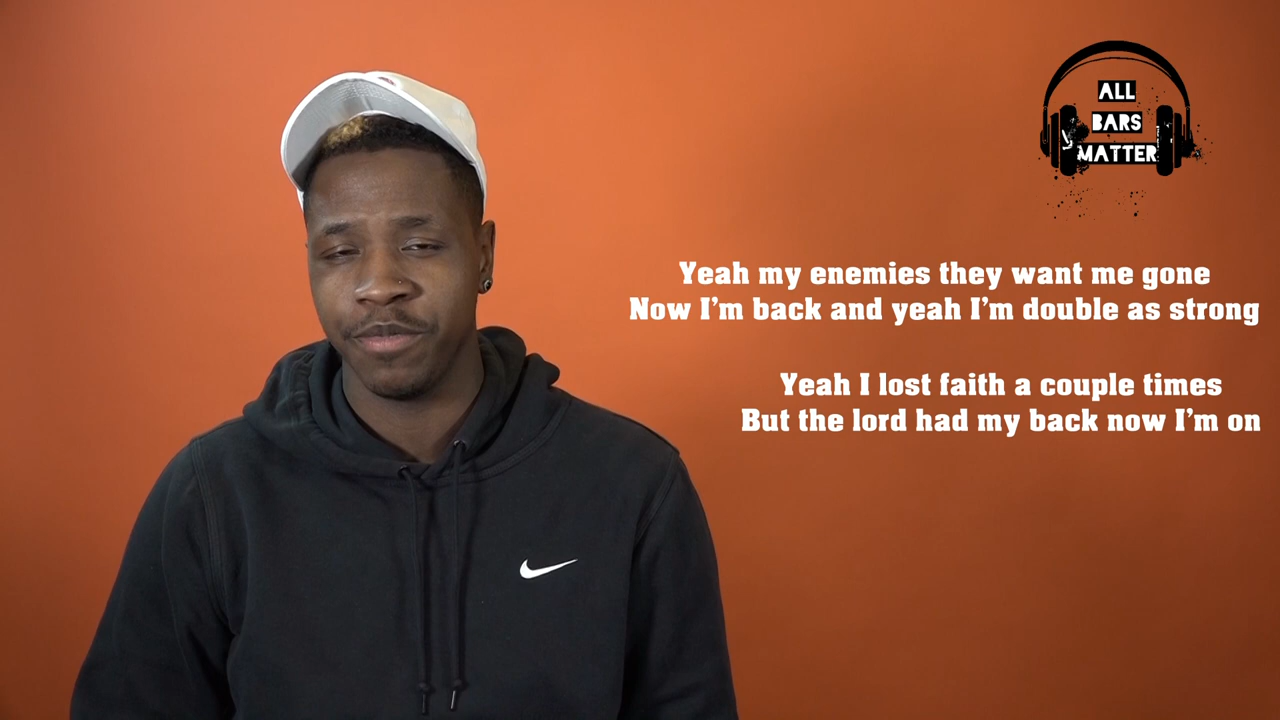 ALL
BARS
MATTER
Yeah my enemies they want me gone
Now I'm back and yeah I'm double as strong
Yeah I lost faith a couple times
But the lord had my back now I'm on